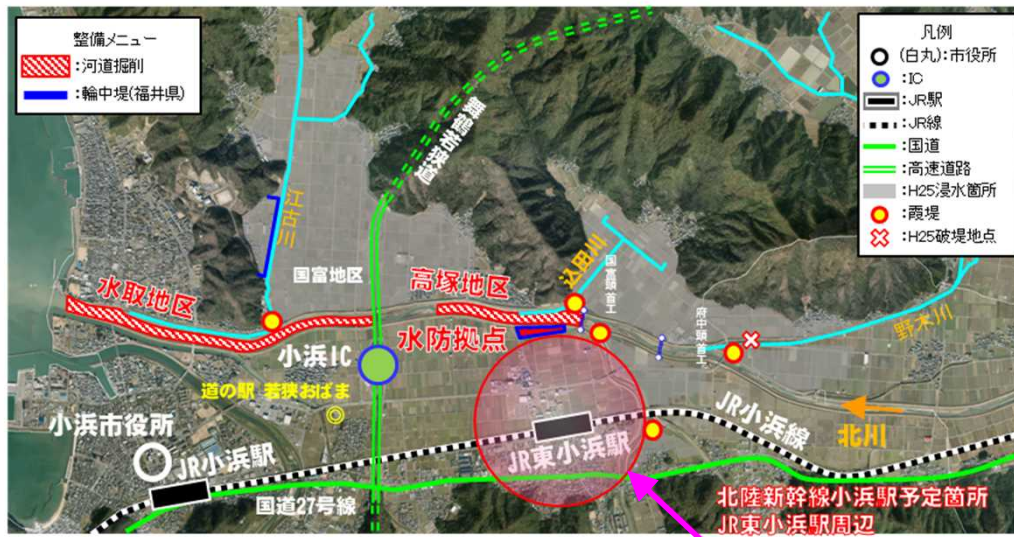 整備メニュー
:河道掘削
:輪中堤(福井県)
凡例
(白丸):市役所
:IC
:JR駅
:JR線
:国道
:高速道路
:H25浸水箇所
:霞堤
:H25破堤地点
舞鶴若狭道
江古川
国富地区
水取地区
高塚地区
込田川
国富頭首工
水防拠点
府中頭首工
野木川
小浜IC
道の駅 若狭おばま
小浜市役所
JR小浜駅
JR東小浜駅
JR小浜線
北川
国道27号線
北陸新幹線小浜駅予定箇所
JR東小浜駅周辺